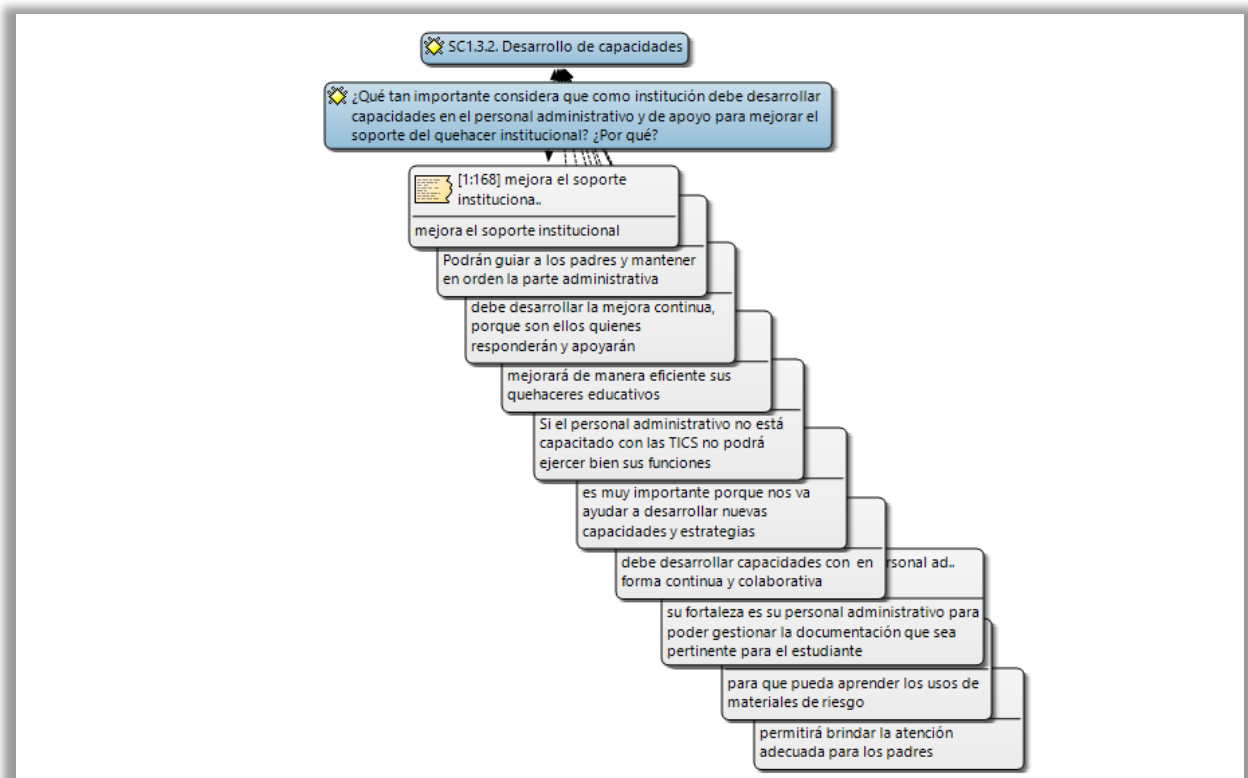 SC1.3.2. Desarrollo de capacidades
¿Qué tan importante considera que como institución debe desarrollar
capacidades en el personal administrativo y de apoyo para mejorar el
soporte del quehacer institucional? ¿Por qué?
[1:168] mejora el soporte
instituciona..
mejora el soporte institucional
Podrán guiar a los padres y mantener
en orden la parte administrativa
debe desarrollar la mejora continua,
porque son ellos quienes
responderán y apoyarán
mejorará de manera eficiente sus
quehaceres educativos
Si el personal administrativo no está
capacitado con las TICS no podrá
ejercer bien sus funciones
es muy importante porque nos va
ayudar a desarrollar nuevas
capacidades y estrategias
debe desarrollar capacidades con en
forma continua y colaborativa
rsonal ad..
su fortaleza es su personal administrativo para
poder gestionar la documentación que sea
pertinente para el estudiante
para que pueda aprender los usos de
materiales de riesgo
permitirá brindar la atención
adecuada para los padres